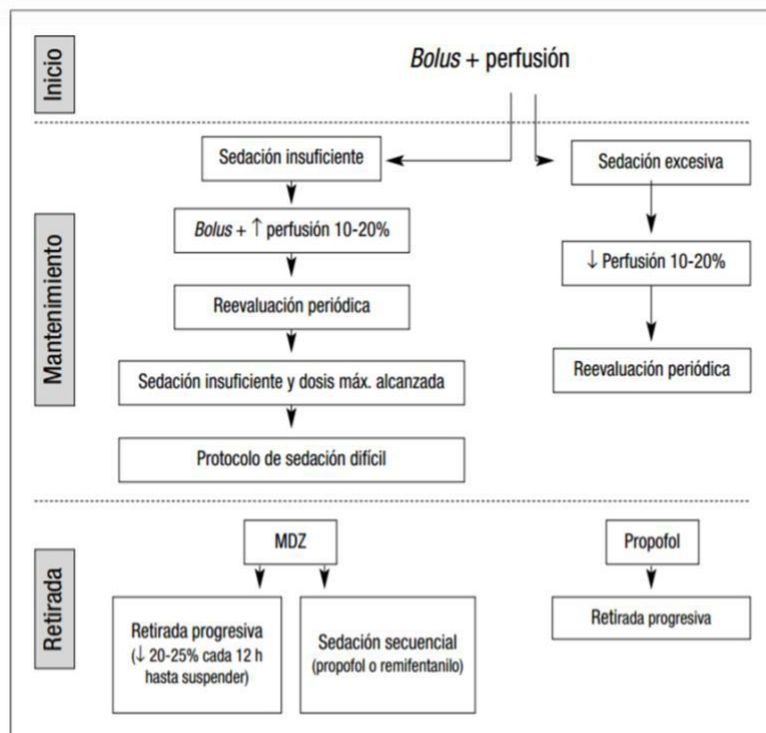 Inicio
Bolus + perfusión
Mantenimiento
Sedación insuficiente
Bolus + ↑ perfusión 10-20%
Reevaluación periódica
Sedación insuficiente y dosis máx. alcanzada
Protocolo de sedación difícil
Sedación excesiva
↓ Perfusión 10-20%
Reevaluación periódica
Retirada
MDZ
Retirada progresiva
(↓ 20-25% cada 12 h
hasta suspender)
Sedación secuencial
(propofol o remifentanilo)
Propofol
Retirada progresiva